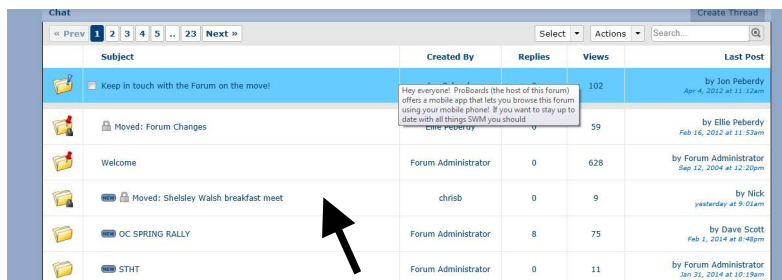 Chat
Create Thread
« Prev 1 2 3 4 5 .. 23 Next »
Select
Actions
Search...
Subject
Created By
Replies
Views
Last Post
Keep in touch with the Forum on the move!
102
by Jon Peberdy
Apr 4, 2012 at 11:12am
Hey everyone! ProBoards (the host of this forum)
offers a mobile app that lets you browse this forum
using your mobile phone! If you want to stay up to
date with all things SWM you should
Moved: Forum Changes
Ellie Peberdy
0
59
by Ellie Peberdy
Feb 16, 2012 at 11:53am
Welcome
Forum Administrator
0
628
by Forum Administrator
Sep 12, 2004 at 12:20pm
NEW Moved: Shelsley Walsh breakfast meet
chrisb
0
9
by Nick
yesterday at 9:01am
NEW OC SPRING RALLY
Forum Administrator
8
75
by Dave Scott
Feb 1, 2014 at 8:48pm
NEW STHT
Forum Administrator
0
11
by Forum Administrator
Jan 31, 2014 at 10:19am